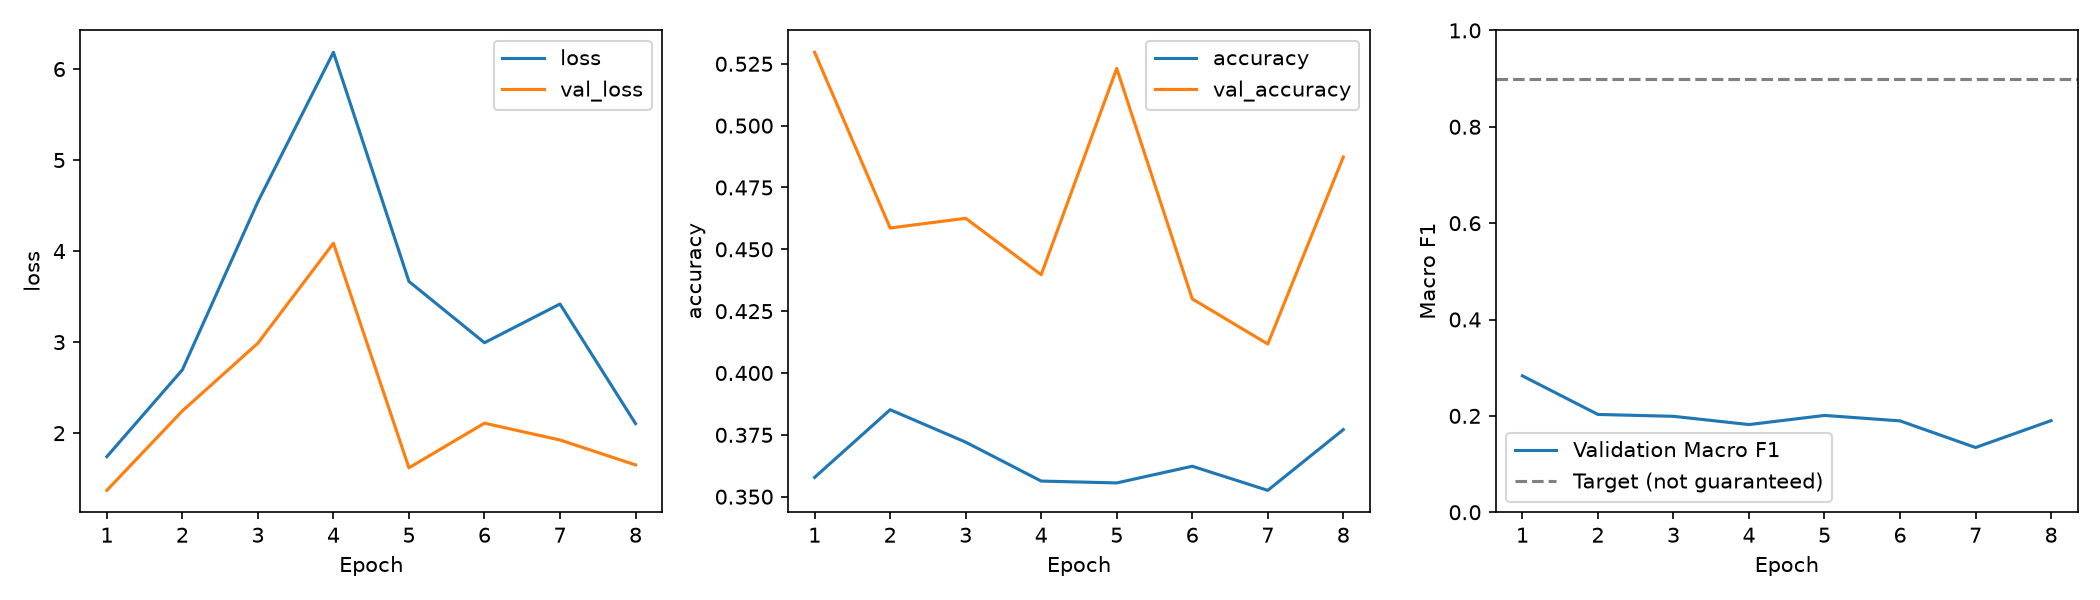 loss
val_loss
6
5
4
3
2
loss
1 2 3 4 5 6 7 8
Epoch
accuracy
val_accuracy
0.525
0.500
0.475
0.450
0.425
0.400
0.375
0.350
accuracy
1 2 3 4 5 6 7 8
Epoch
1.0
0.8
0.6
0.4
0.2
0.0
Macro F1
Validation Macro F1
Target (not guaranteed)
1 2 3 4 5 6 7 8
Epoch